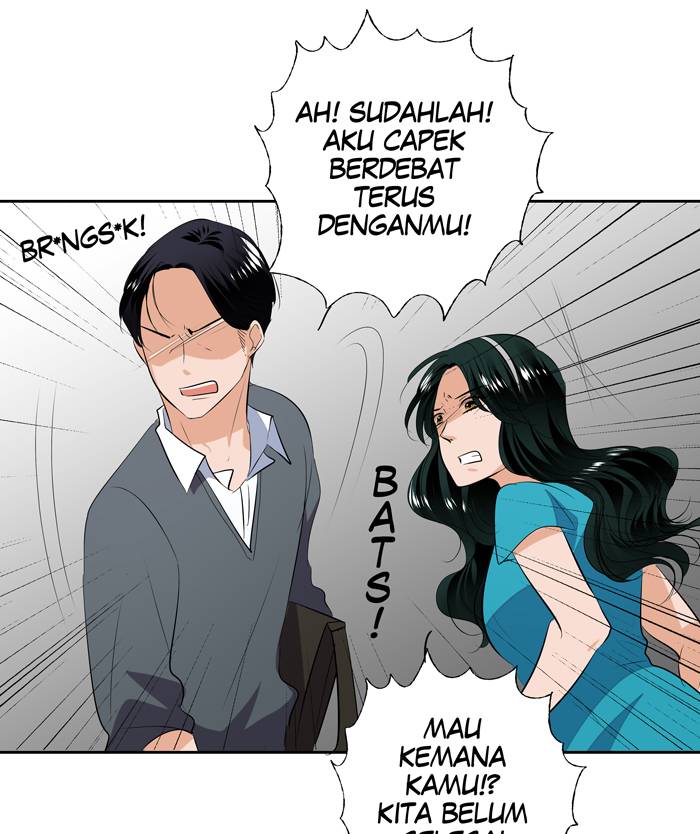 AH! SUDAHLAH!
AKU CAPEK
BERDEBAT
TERUS
DENGANMU!
BR*NGS*K!
BATS!
MAU
KEMANA
KAMU!?
KITA BELUM